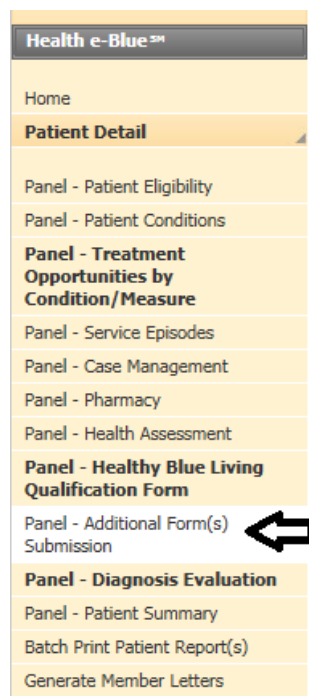 Health e-Blue℠
Home
Patient Detail
Panel - Patient Eligibility
Panel - Patient Conditions
Panel - Treatment
Opportunities by
Condition/Measure
Panel - Service Episodes
Panel - Case Management
Panel - Pharmacy
Panel - Health Assessment
Panel - Healthy Blue Living
Qualification Form
Panel - Additional Form(s)
Submission
Panel - Diagnosis Evaluation
Panel - Patient Summary
Batch Print Patient Report(s)
Generate Member Letters